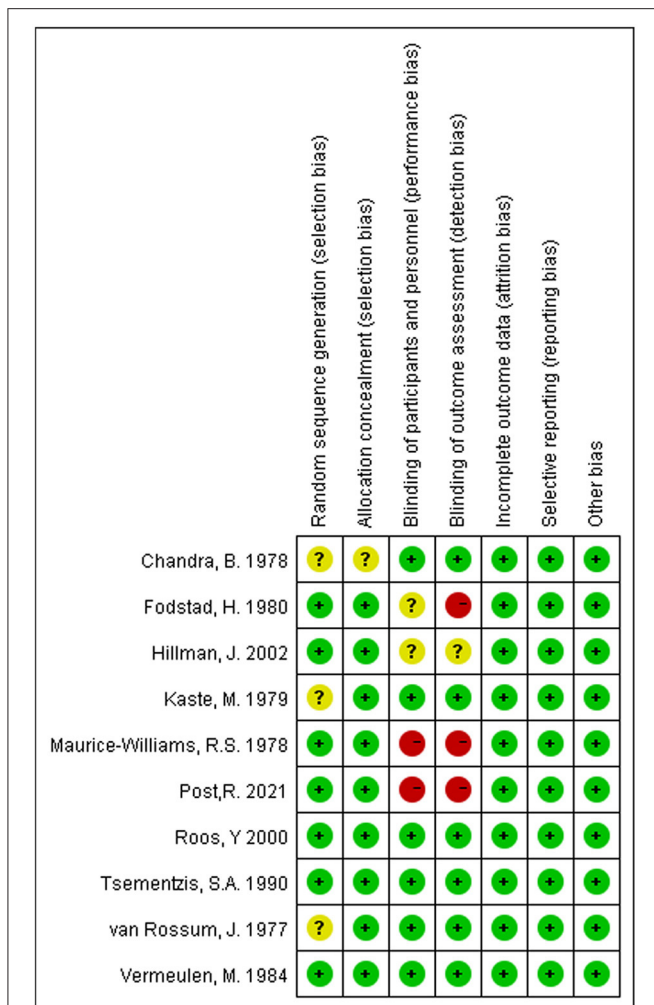 Random sequence generation (selection bias)
Allocation concealment (selection bias)
Blinding of participants and personnel (performance bias)
Blinding of outcome assessment (detection bias)
Incomplete outcome data (attrition bias)
Selective reporting (reporting bias)
Other bias
Chandra, B. 1978 ? ? + + + + +
Fodstad, H. 1980 + + ? - + + +
Hillman, J. 2002 + + ? ? + + +
Kaste, M. 1979 ? + + + + + +
Maurice-Williams, R.S. 1978 + + - - + + +
Post,R. 2021 + + - - + + +
Roos, Y 2000 + + + + + + +
Tsementzis, S.A. 1990 + + + + + + +
van Rossum, J. 1977 ? + + + + + +
Vermeulen, M. 1984 + + + + + + +